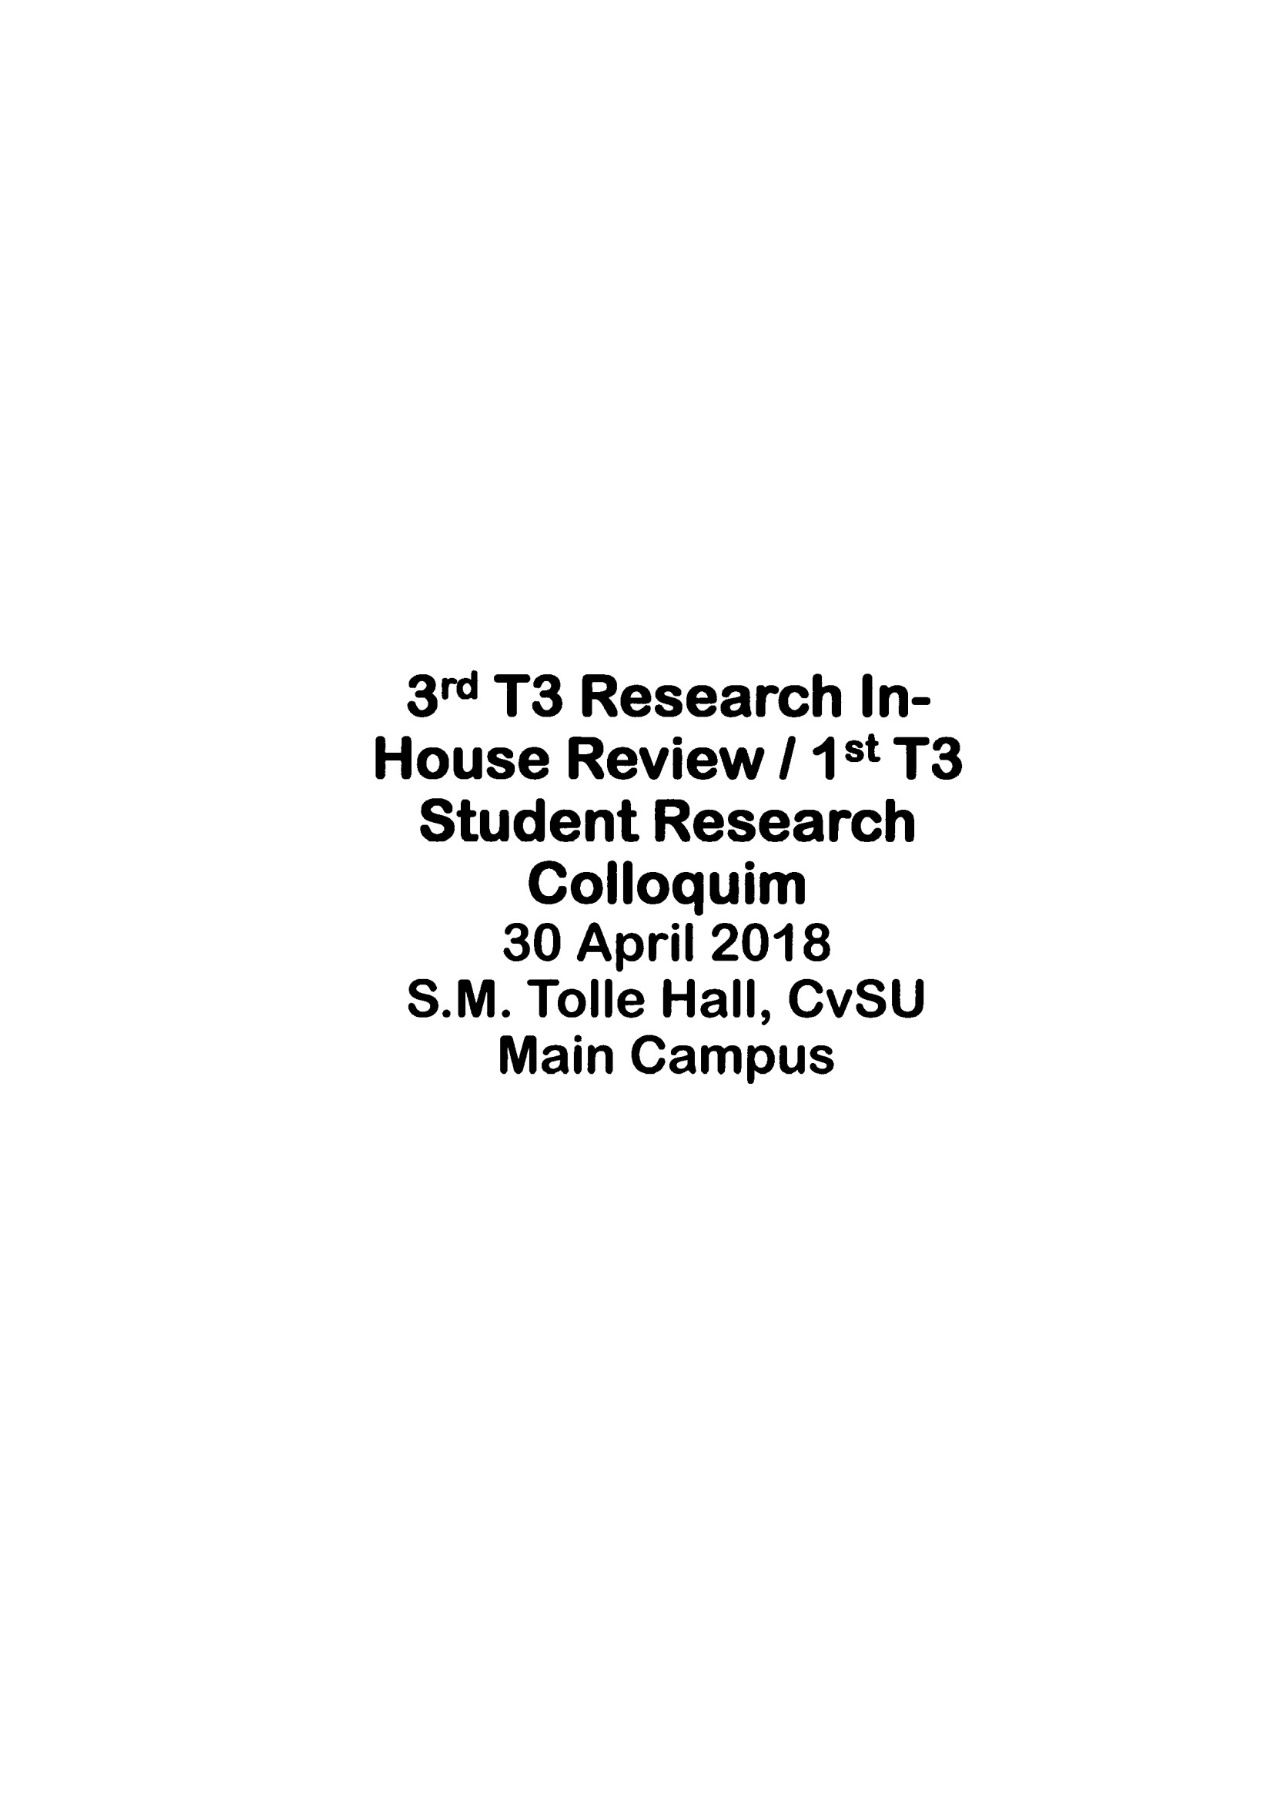 3rd T3 Research In-
House Review / 1st T3
Student Research
Colloquim
30 April 2018
S.M. Tolle Hall, CvSU
Main Campus